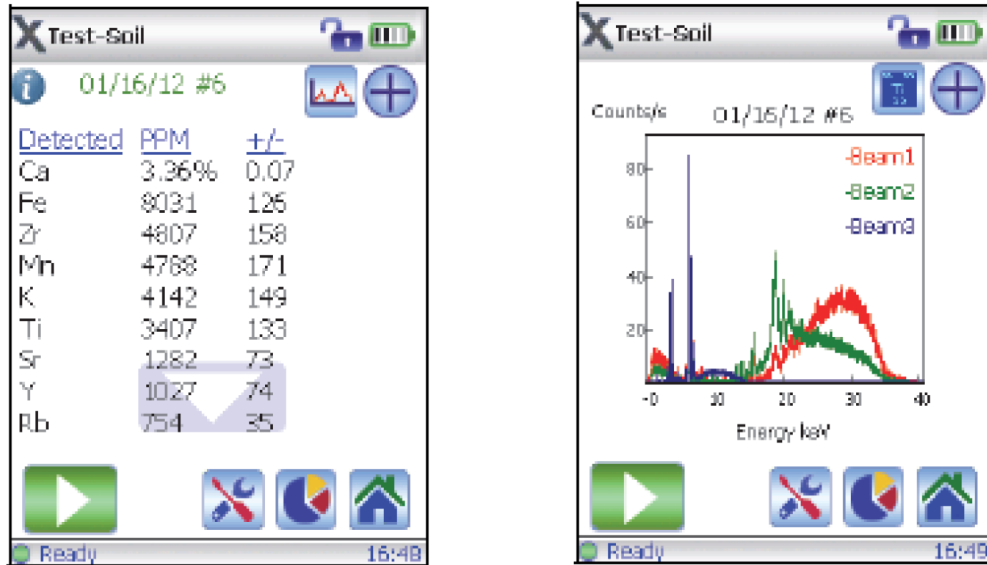 Test-Soil
01/16/12 #6
Detected PPM +/-
Ca 3.36% 0.07
Fe 8031 126
Zr 4807 158
Mn 4788 171
K 4142 149
Ti 3407 133
Sr 1282 73
Y 1027 74
Rb 754 35
Ready 16:48
Test-Soil
Ti
Counts/s 01/16/12 #6
-Beam1
-Beam2
-Beam3
80
60
40
20
-0 10 20 30 40
Energy keV
Ready 16:49